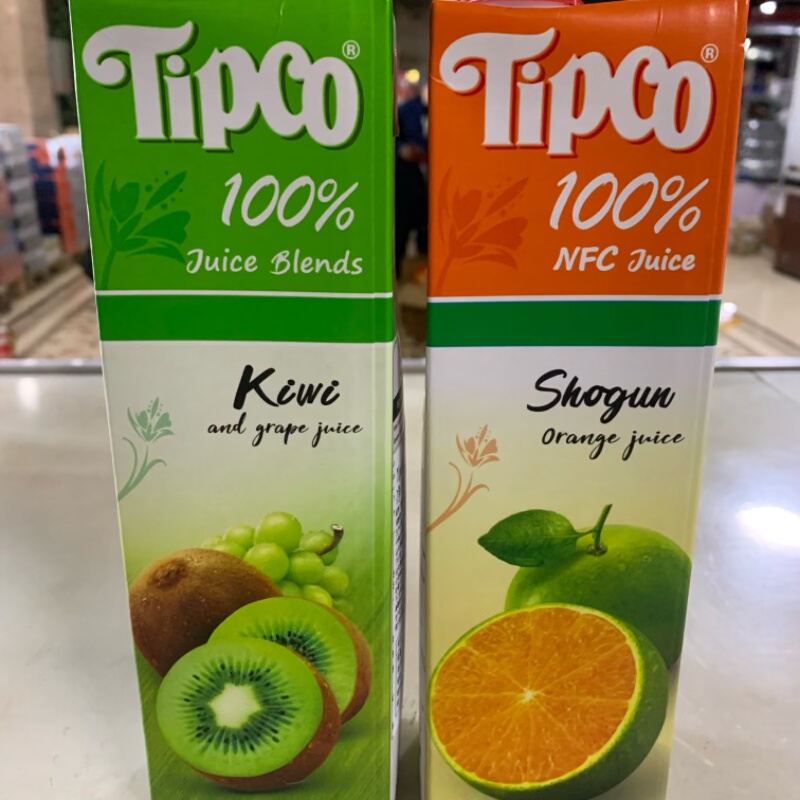 Tipco®
100%
Juice Blends
Kiwi
and grape juice
Tipco®
100%
NFC Juice
Shogun
Orange juice